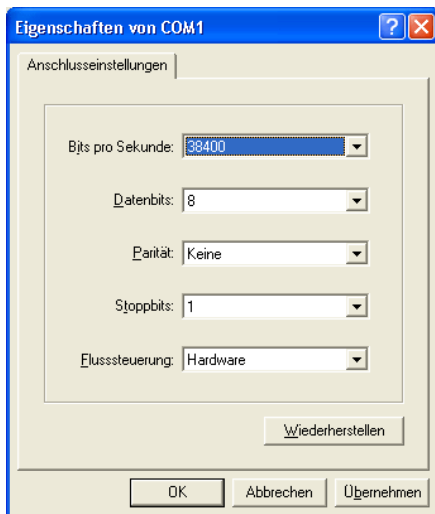 Eigenschaften von COM1
Anschlusseinstellungen
Bits pro Sekunde: 38400
Datenbits: 8
Parität: Keine
Stoppbits: 1
Flusssteuerung: Hardware
Wiederherstellen
OK Abbrechen Übernehmen